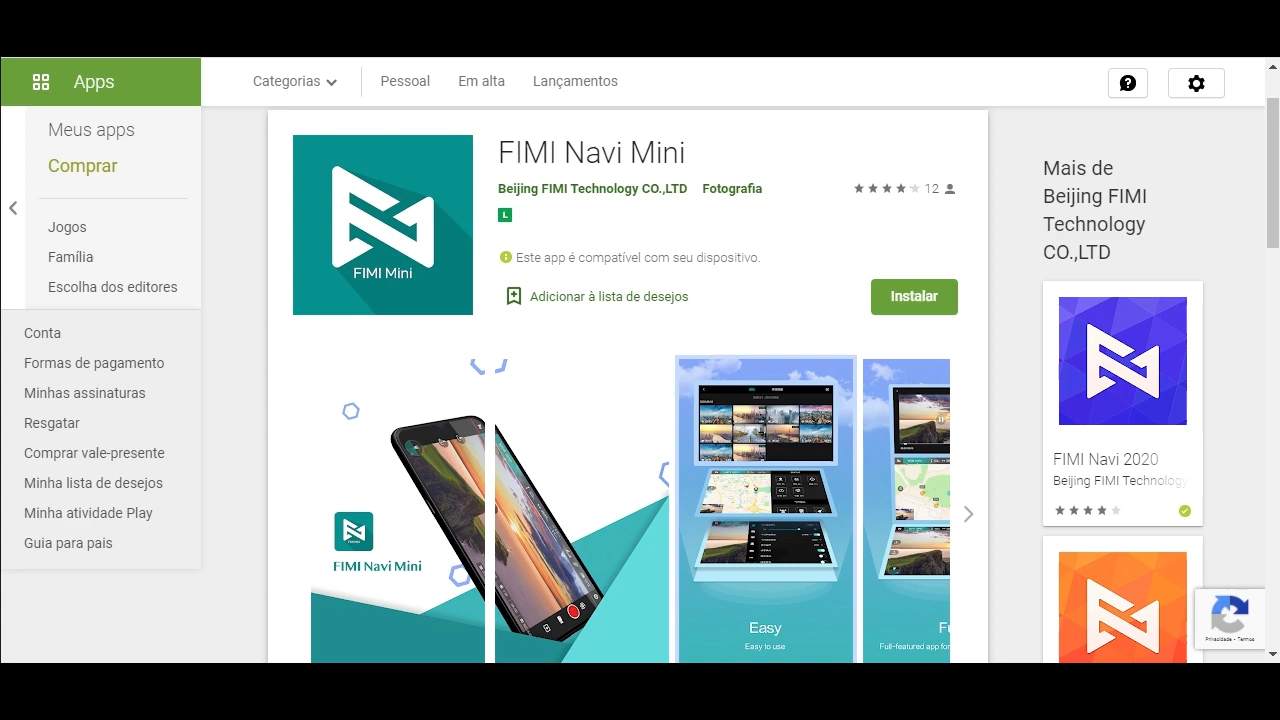 Apps
Categorias
Pessoal
Em alta
Lançamentos
Meus apps
Comprar
Jogos
Família
Escolha dos editores
Conta
Formas de pagamento
Minhas assinaturas
Resgatar
Comprar vale-presente
Minha lista de desejos
Minha atividade Play
Guia para pais
FIMI Mini
FIMI Navi Mini
Beijing FIMI Technology CO.,LTD
Fotografia
12
L
Este app é compatível com seu dispositivo.
Adicionar à lista de desejos
Instalar
FIMI Navi Mini
Easy
Easy to use
Full-featured app for
Mais de
Beijing FIMI
Technology
CO.,LTD
FIMI Navi 2020
Beijing FIMI Technology
Privacidade - Termos